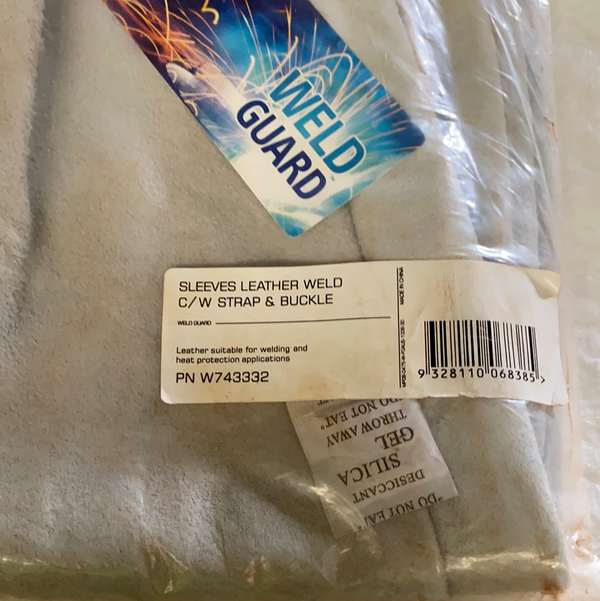 WELD
GUARD™
SLEEVES LEATHER WELD
C/W STRAP & BUCKLE
WELD GUARD
Leather suitable for welding and
heat protection applications
PN W743332
MADE IN CHINA
9 328110 068385 >
"DO NOT EAT"
DESICCANT
SILICA
GEL
THROW AWAY
"DO NOT EAT"